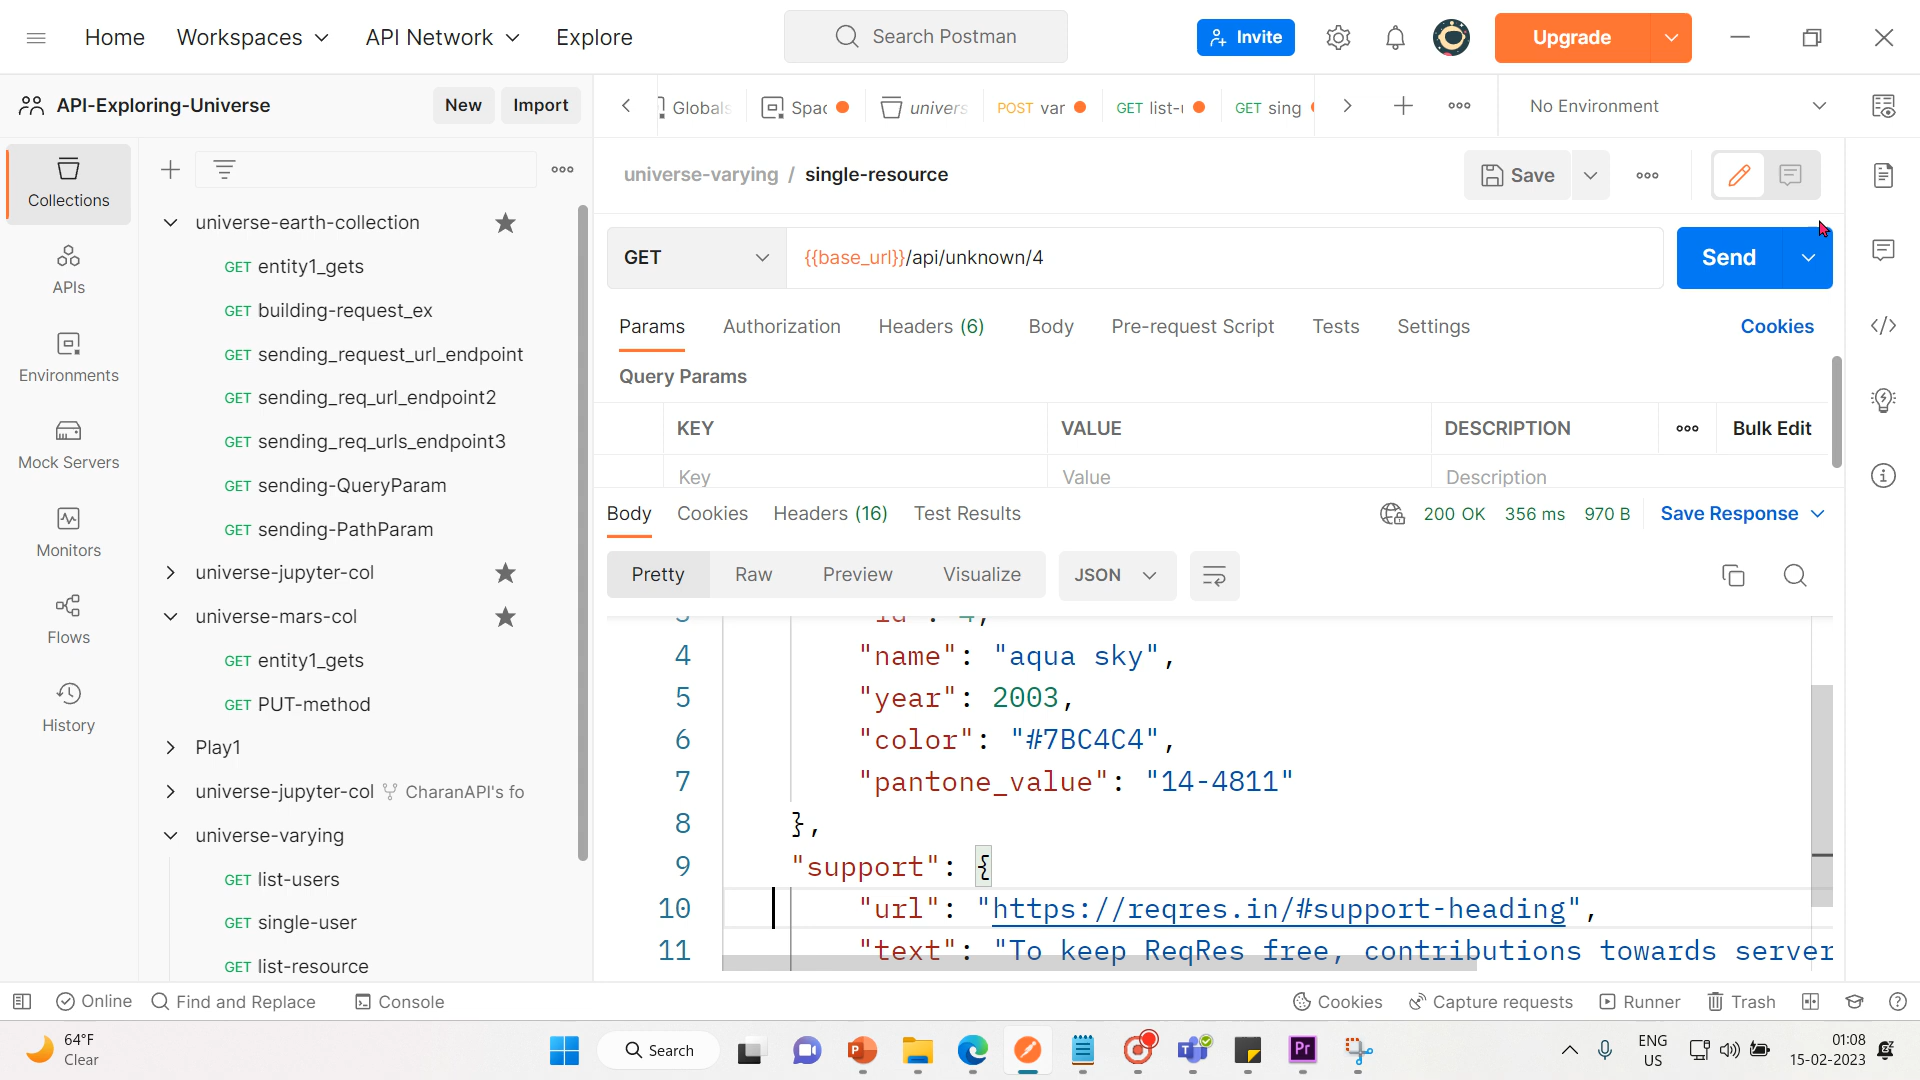 Home Workspaces API Network Explore Search Postman Invite Upgrade
API-Exploring-Universe New Import Globals Spac univers POST var GET list-u GET sing No Environment
Collections
APIs
Environments
Mock Servers
Monitors
Flows
History
universe-earth-collection
GET entity1_gets
GET building-request_ex
GET sending_request_url_endpoint
GET sending_req_url_endpoint2
GET sending_req_urls_endpoint3
GET sending-QueryParam
GET sending-PathParam
universe-jupyter-col
universe-mars-col
GET entity1_gets
GET PUT-method
Play1
universe-jupyter-col CharanAPI's fo
universe-varying
GET list-users
GET single-user
GET list-resource
universe-varying / single-resource Save
GET {{base_url}}/api/unknown/4 Send
Params Authorization Headers (6) Body Pre-request Script Tests Settings Cookies
Query Params
KEY VALUE DESCRIPTION Bulk Edit
Key Value Description
Body Cookies Headers (16) Test Results 200 OK 356 ms 970 B Save Response
Pretty Raw Preview Visualize JSON
3 "id": 4,
4 "name": "aqua sky",
5 "year": 2003,
6 "color": "#7BC4C4",
7 "pantone_value": "14-4811"
8 },
9 "support": {
10 "url": "https://reqres.in/#support-heading",
11 "text": "To keep ReqRes free, contributions towards server
Online Find and Replace Console Cookies Capture requests Runner Trash
64°F
Clear
Search
ENG
US
01:08
15-02-2023